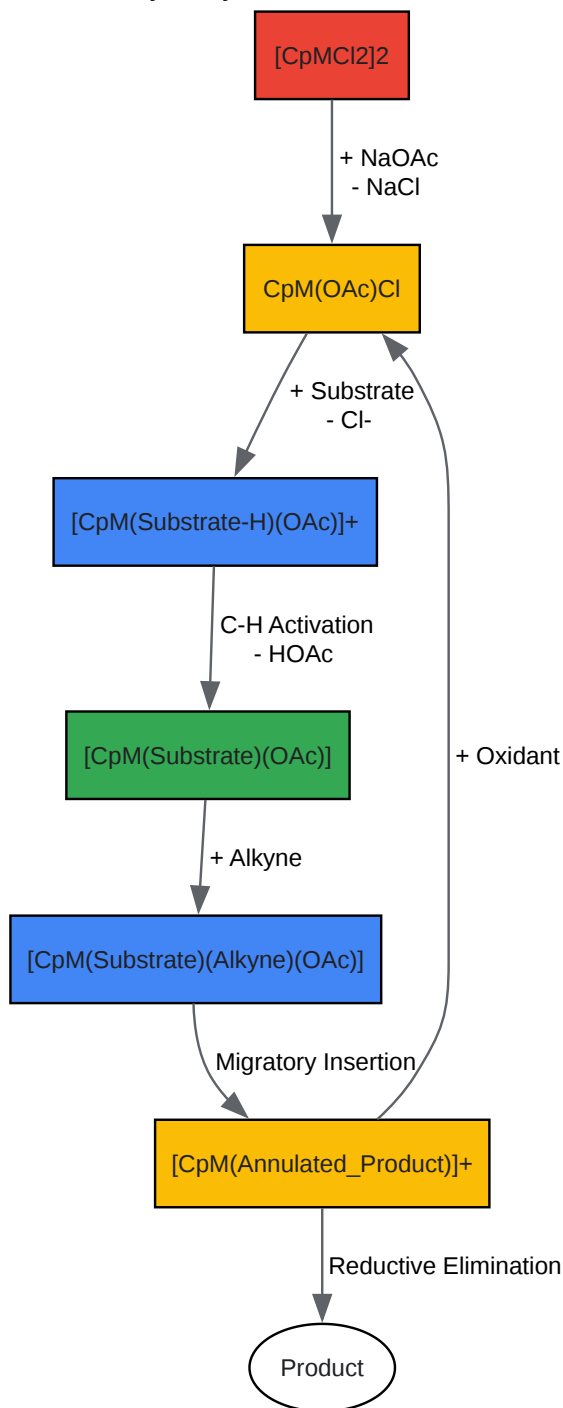 [CpMCl2]2
+ NaOAc
- NaCl
CpM(OAc)Cl
+ Substrate
- Cl-
[CpM(Substrate-H)(OAc)]+
C-H Activation
- HOAc
[CpM(Substrate)(OAc)]
+ Oxidant
+ Alkyne
[CpM(Substrate)(Alkyne)(OAc)]
Migratory Insertion
[CpM(Annulated_Product)]+
Reductive Elimination
Product